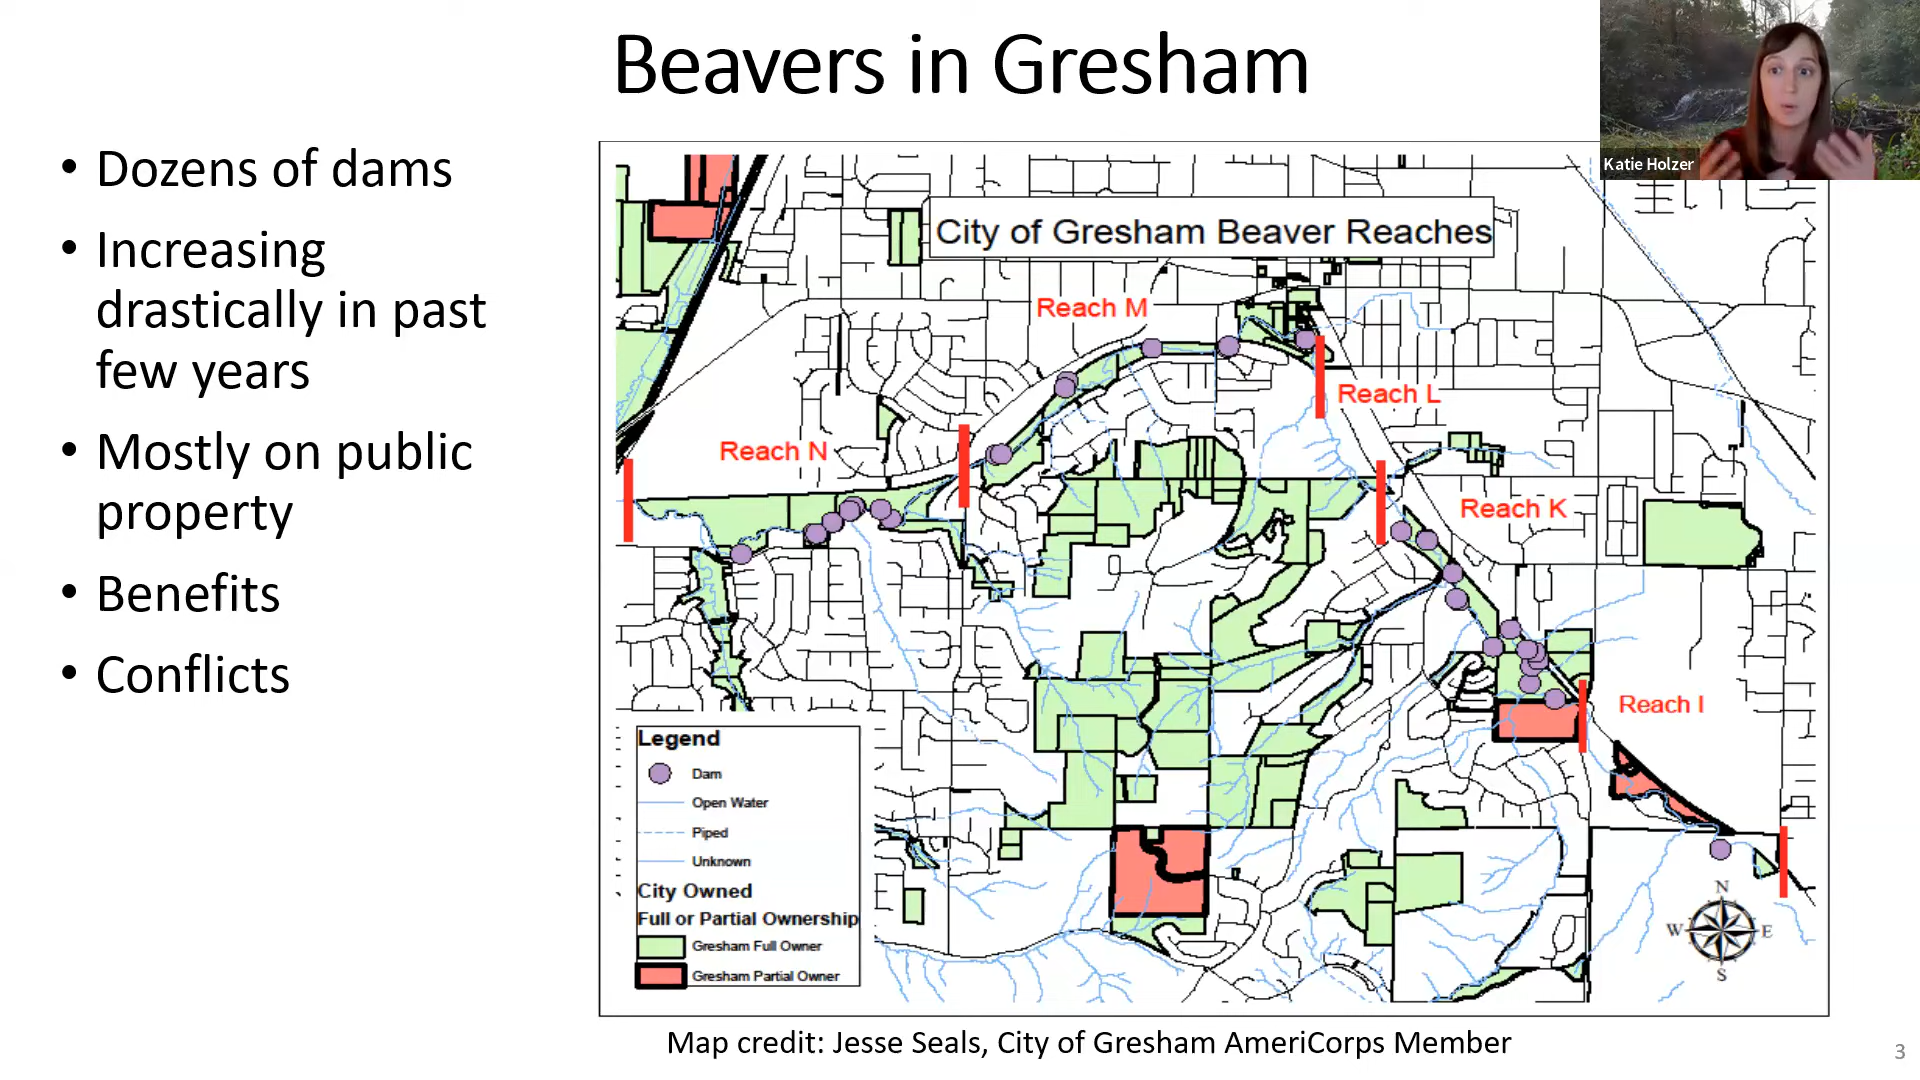 Beavers in Gresham
Katie Holzer
• Dozens of dams
• Increasing
drastically in past
few years
• Mostly on public
property
• Benefits
• Conflicts
City of Gresham Beaver Reaches
Reach M
Reach L
Reach N
Reach K
Reach I
Legend
Dam
Open Water
Piped
Unknown
City Owned
Full or Partial Ownership
Gresham Full Owner
Gresham Partial Owner
N
W E
S
Map credit: Jesse Seals, City of Gresham AmeriCorps Member
3